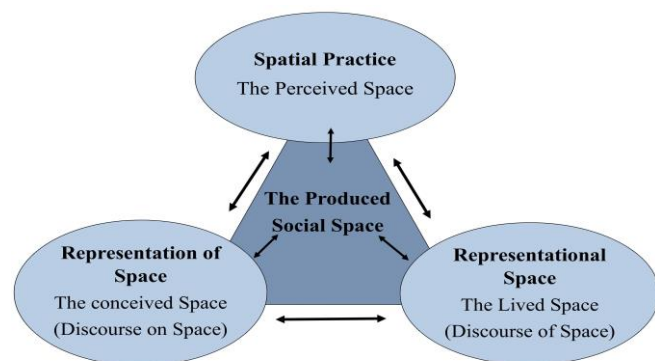 Spatial Practice
The Perceived Space
The Produced
Social Space
Representation of
Space
The conceived Space
(Discourse on Space)
Representational
Space
The Lived Space
(Discourse of Space)